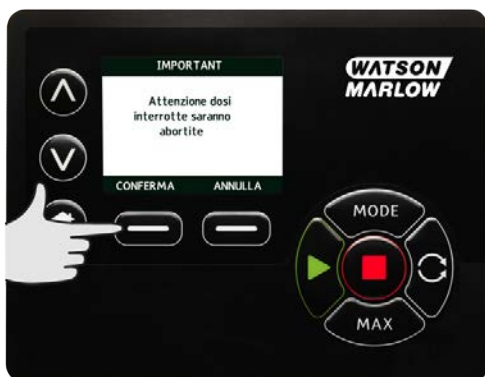 IMPORTANT
Attenzione dosi
interrotte saranno
abortite
CONFERMA ANNULLA
WATSON
MARLOW
MODE
MAX